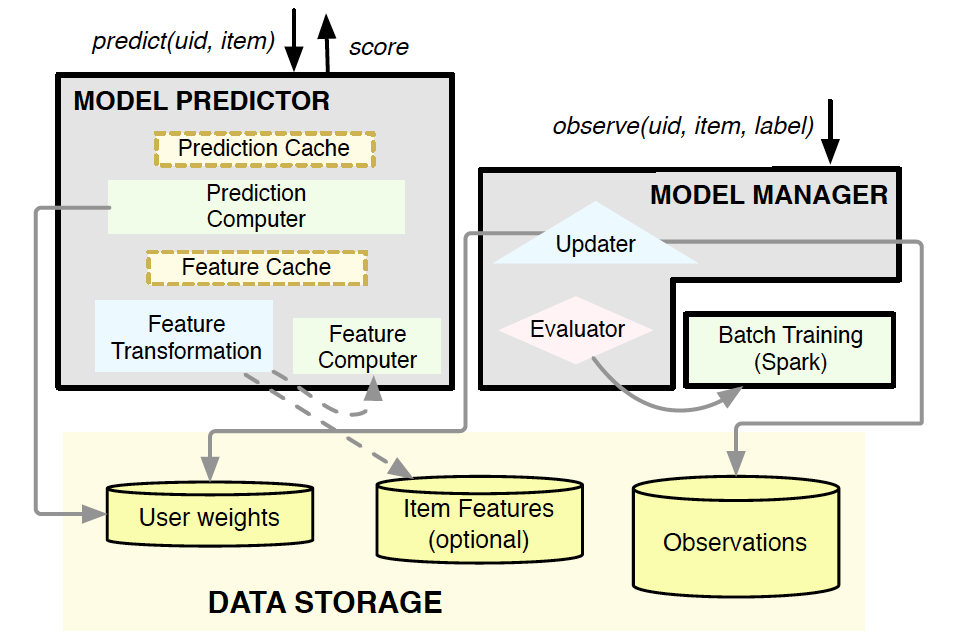 predict(uid, item)
score
MODEL PREDICTOR
Prediction Cache
Prediction
Computer
Feature Cache
Feature
Transformation
Feature
Computer
observe(uid, item, label)
MODEL MANAGER
Updater
Evaluator
Batch Training
(Spark)
User weights
Item Features
(optional)
Observations
DATA STORAGE